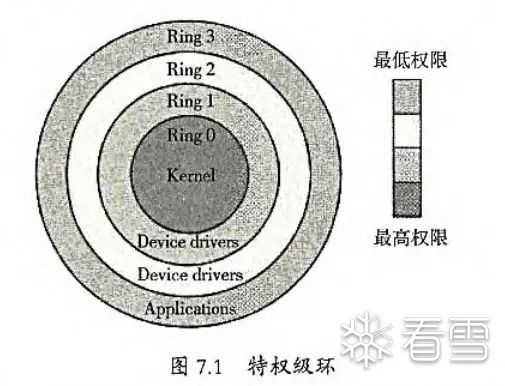 Ring 3
Ring 2
Ring 1
Ring 0
Kernel
Device drivers
Device drivers
Applications
最低权限
最高权限
看雪
图 7.1 特权级环